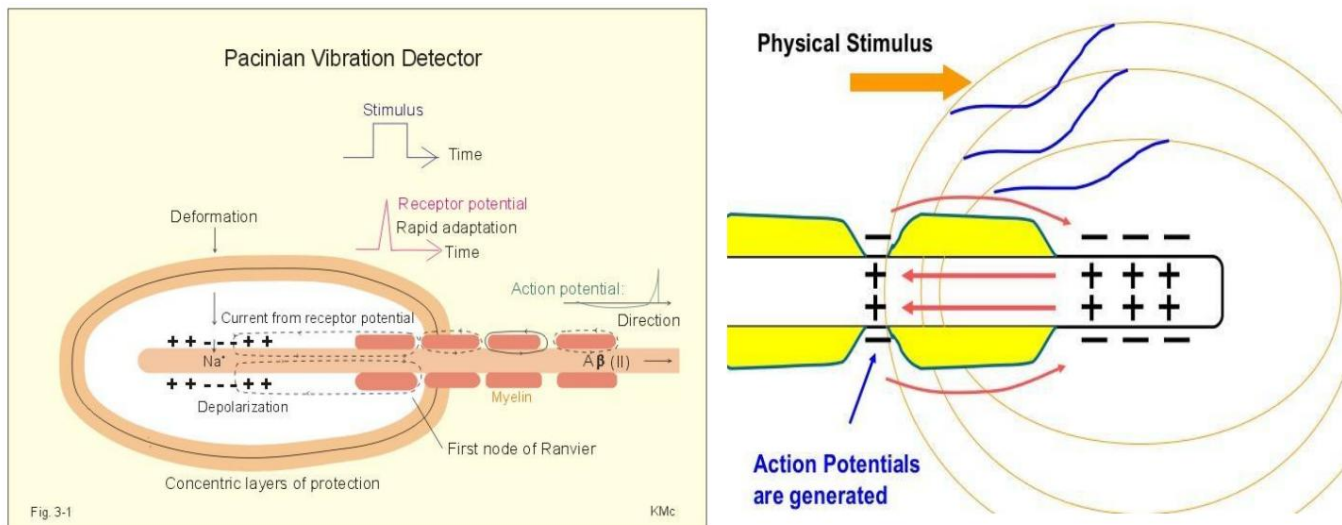 Pacinian Vibration Detector
Stimulus
Time
Receptor potential
Rapid adaptation
Time
Deformation
Action potential:
Direction
Current from receptor potential
+ + - - + +
Na⁺
Aβ (II)
+ + - - - + +
Depolarization
Myelin
First node of Ranvier
Concentric layers of protection
Fig. 3-1
KMc
Physical Stimulus
− − − −
+ + + +
+ + + +
− − − −
Action Potentials
are generated